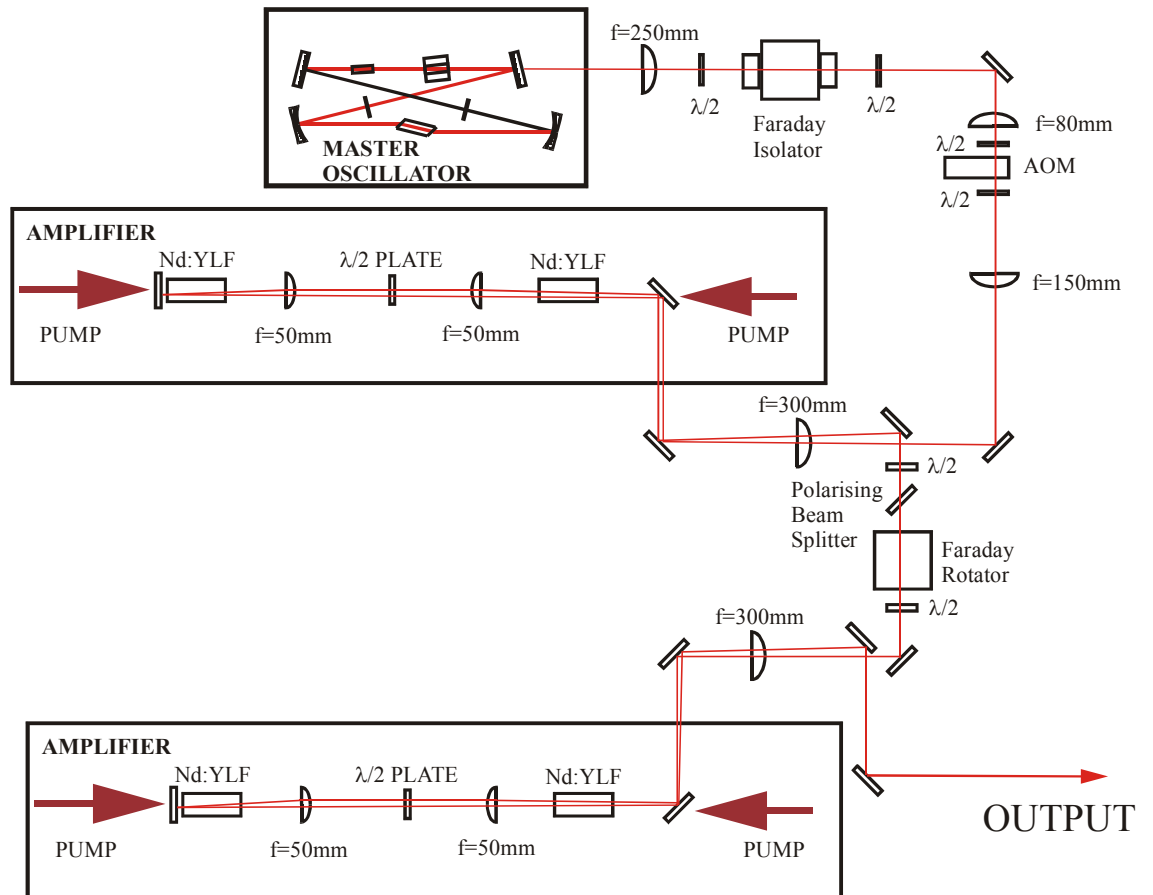 f=250mm
λ/2
Faraday
Isolator
λ/2
f=80mm
λ/2
AOM
λ/2
MASTER
OSCILLATOR
AMPLIFIER
Nd:YLF
λ/2 PLATE
Nd:YLF
f=150mm
PUMP
f=50mm
f=50mm
PUMP
f=300mm
λ/2
Polarising
Beam
Splitter
Faraday
Rotator
λ/2
f=300mm
AMPLIFIER
Nd:YLF
λ/2 PLATE
Nd:YLF
OUTPUT
PUMP
f=50mm
f=50mm
PUMP